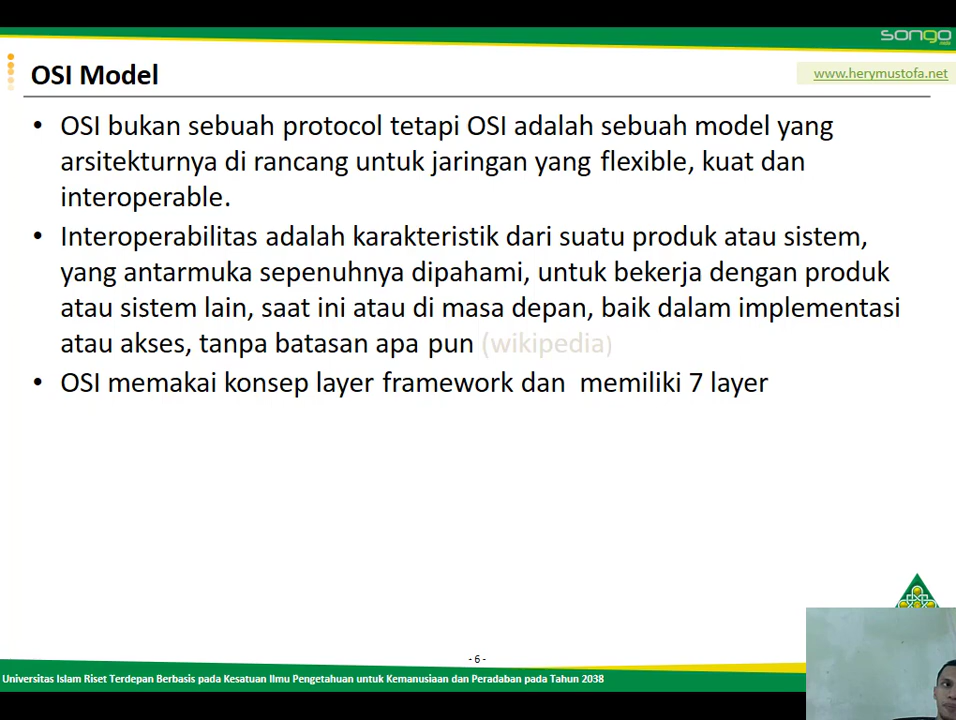 songo
OSI Model
www.herymustofa.net
• OSI bukan sebuah protocol tetapi OSI adalah sebuah model yang
arsitekturnya di rancang untuk jaringan yang flexible, kuat dan
interoperable.
• Interoperabilitas adalah karakteristik dari suatu produk atau sistem,
yang antarmuka sepenuhnya dipahami, untuk bekerja dengan produk
atau sistem lain, saat ini atau di masa depan, baik dalam implementasi
atau akses, tanpa batasan apa pun (wikipedia)
• OSI memakai konsep layer framework dan memiliki 7 layer
- 6 -
Universitas Islam Riset Terdepan Berbasis pada Kesatuan Ilmu Pengetahuan untuk Kemanusiaan dan Peradaban pada Tahun 2038